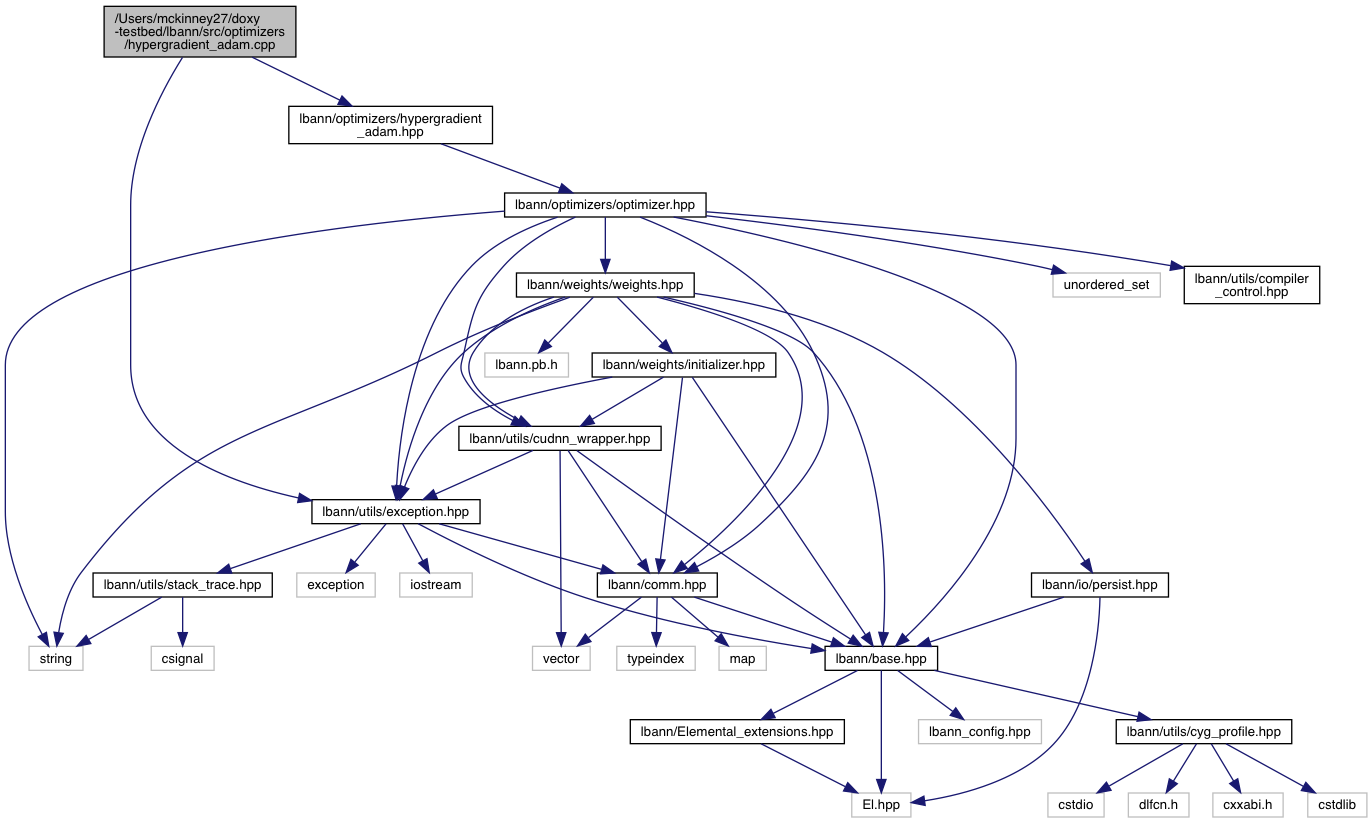 /Users/mckinney27/doxy
-testbed/lbann/src/optimizers
/hypergradient_adam.cpp
lbann/optimizers/hypergradient
_adam.hpp
lbann/optimizers/optimizer.hpp
lbann/weights/weights.hpp
unordered_set
lbann/utils/compiler
_control.hpp
lbann.pb.h
lbann/weights/initializer.hpp
lbann/utils/cudnn_wrapper.hpp
lbann/utils/exception.hpp
lbann/utils/stack_trace.hpp
exception
iostream
lbann/comm.hpp
lbann/io/persist.hpp
string
csignal
vector
typeindex
map
lbann/base.hpp
lbann/Elemental_extensions.hpp
lbann_config.hpp
lbann/utils/cyg_profile.hpp
El.hpp
cstdio
dlfcn.h
cxxabi.h
cstdlib